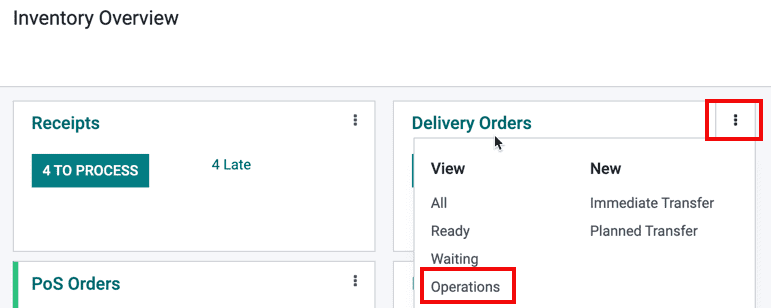 Inventory Overview
Receipts
4 TO PROCESS
4 Late
Delivery Orders
View
All
Ready
Waiting
Operations
New
Immediate Transfer
Planned Transfer
PoS Orders